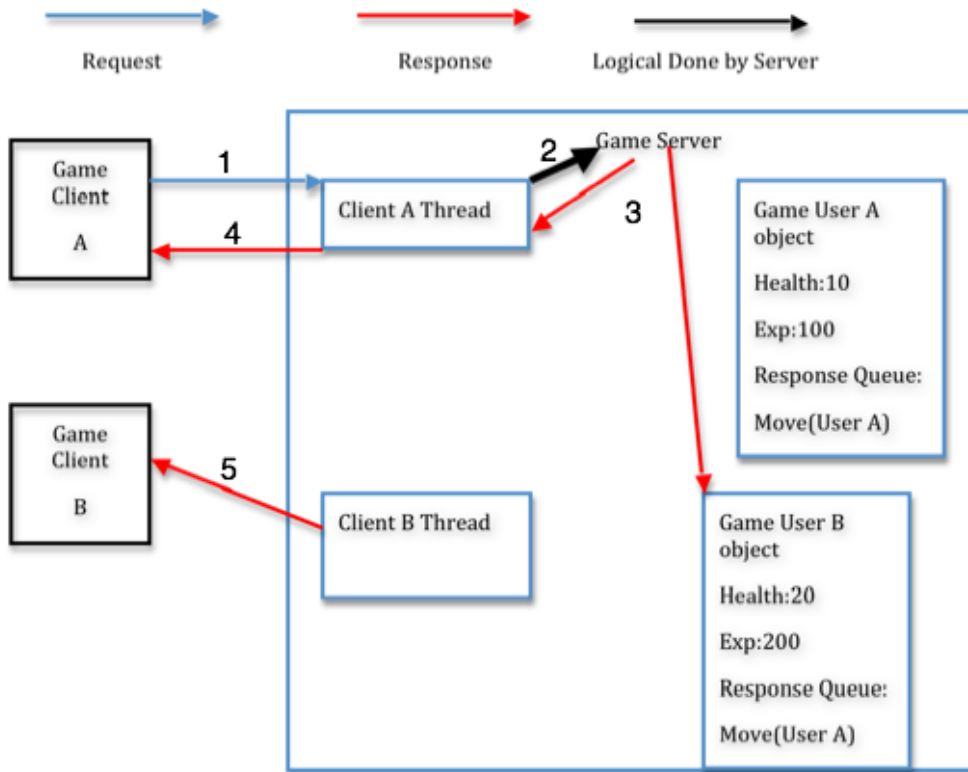 Request
Response
Logical Done by Server
Game
Client
A
1
4
2
Game Server
3
Client A Thread
Game User A
object
Health:10
Exp:100
Response Queue:
Move(User A)
Game
Client
B
5
Client B Thread
Game User B
object
Health:20
Exp:200
Response Queue:
Move(User A)